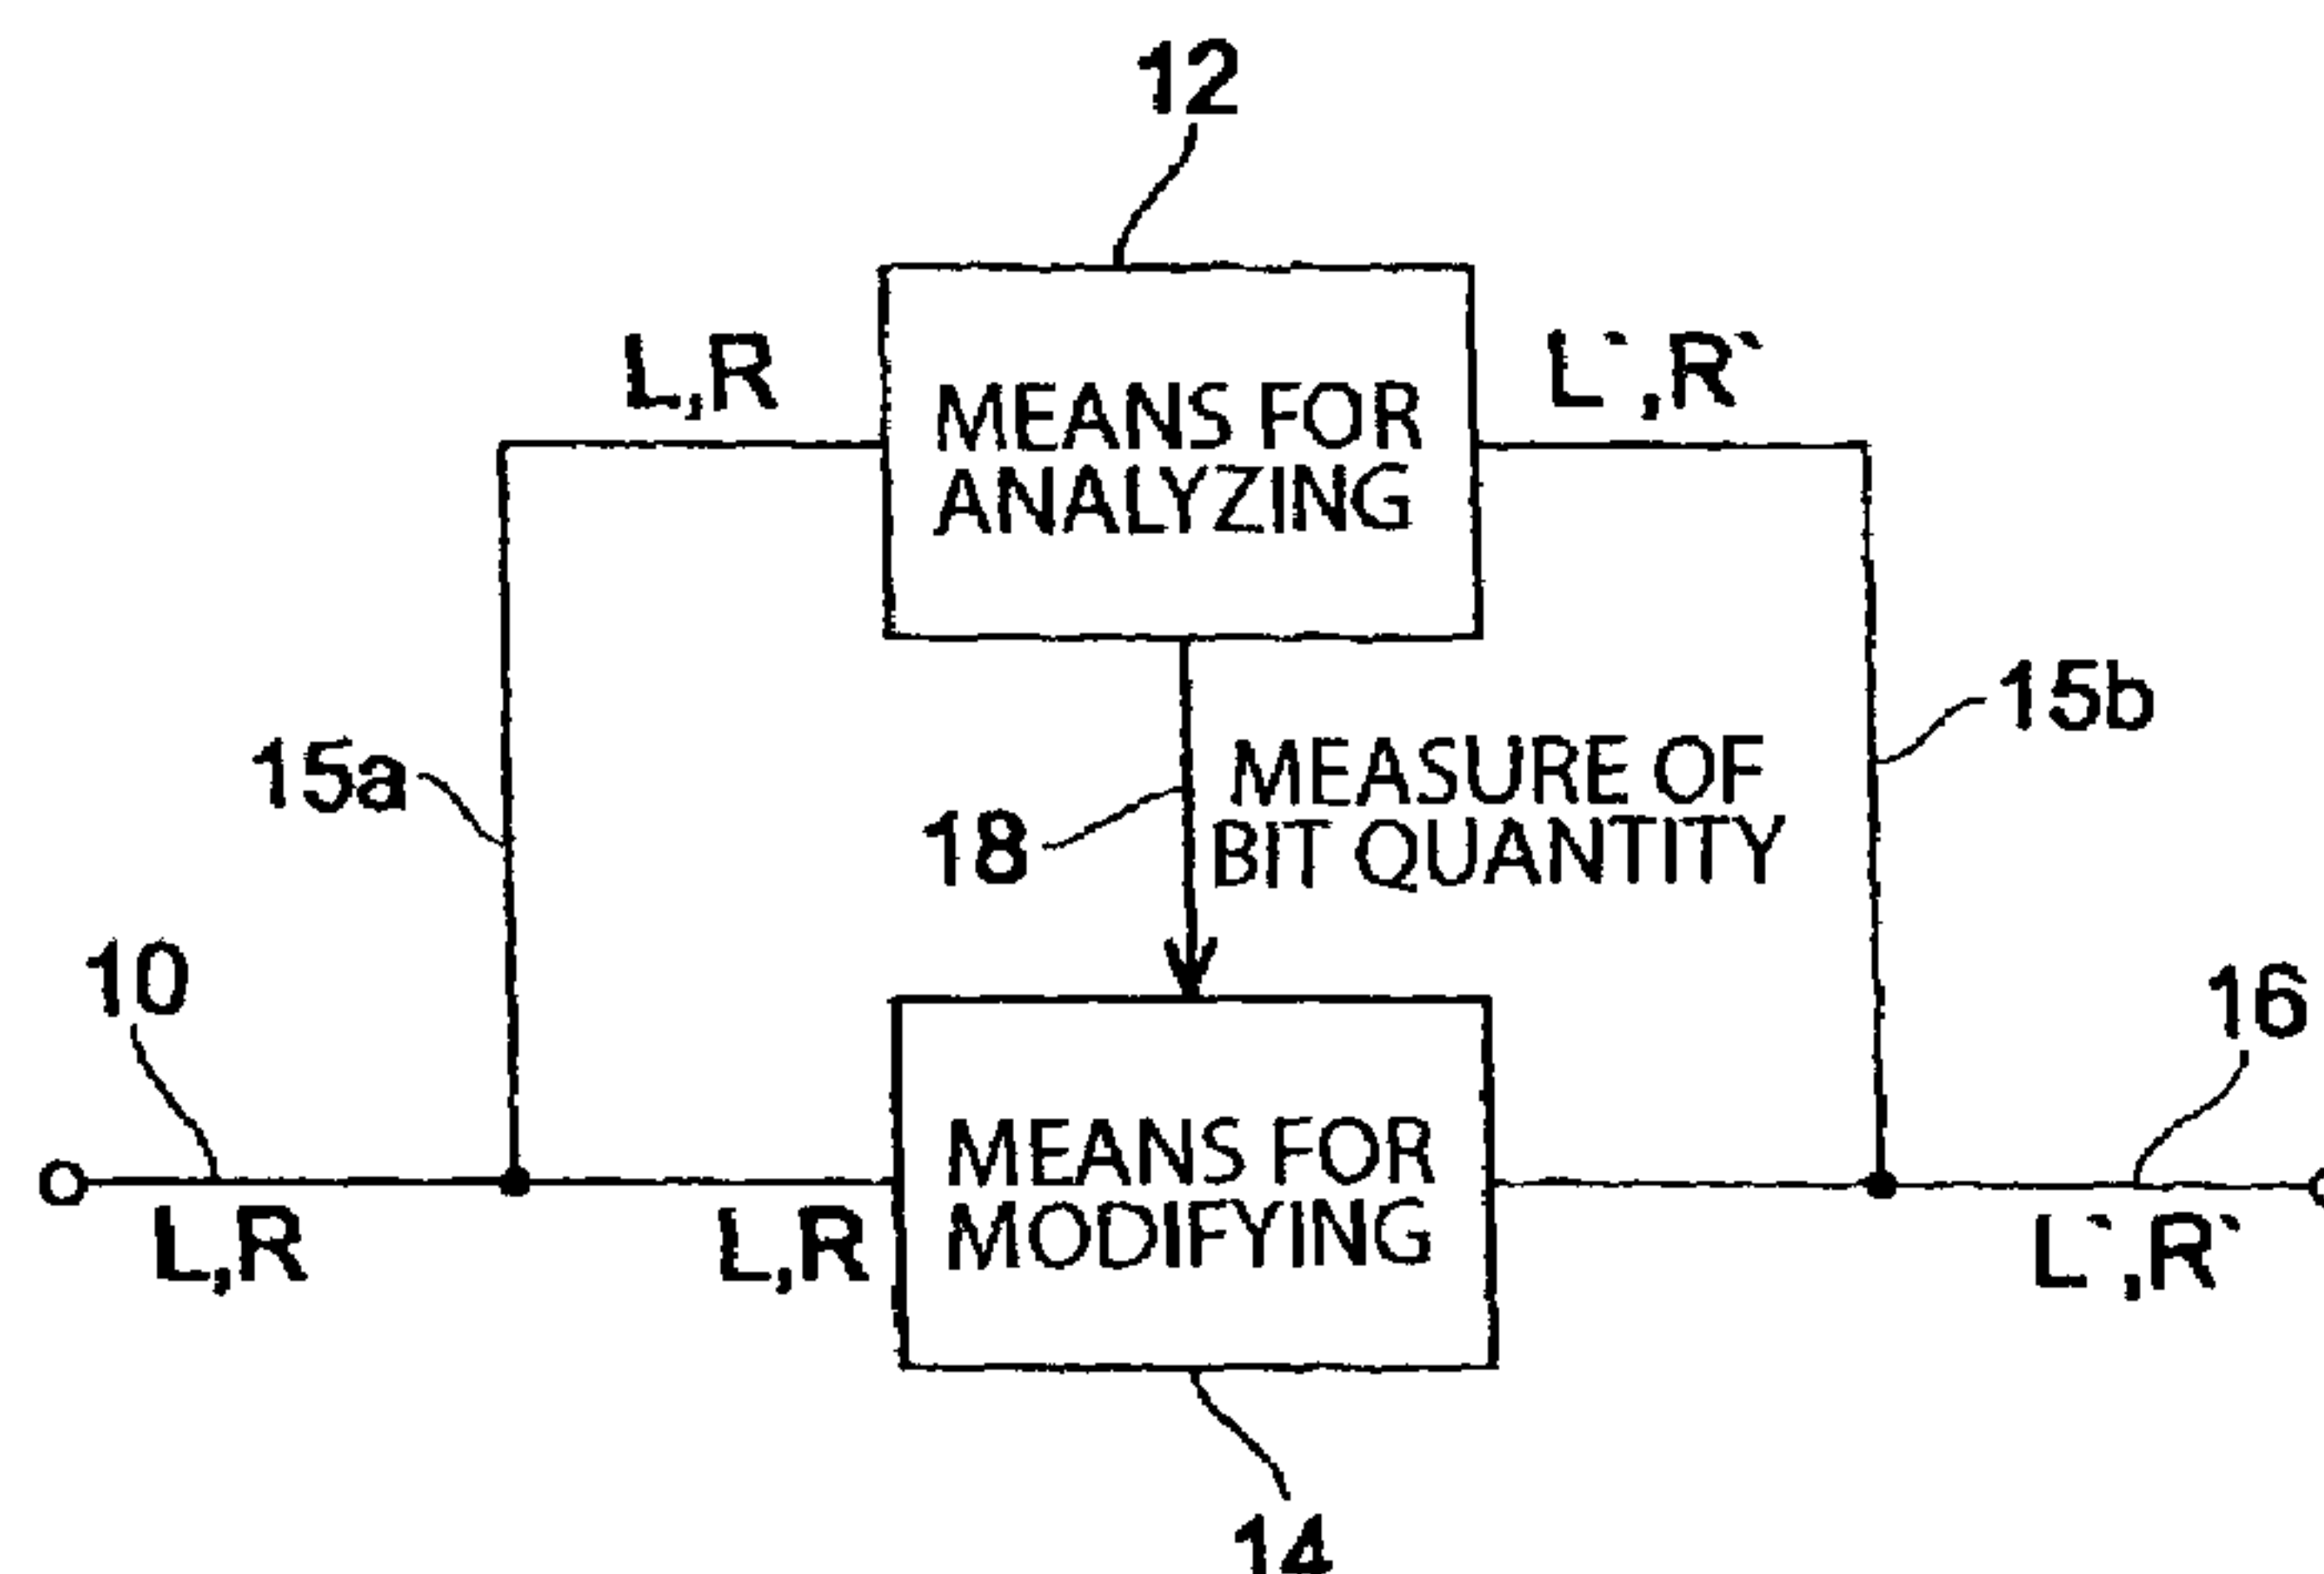 12
L,R
L`,R`
MEANS FOR
ANALYZING
15b
15a
MEASURE OF
BIT QUANTITY
18
10
16
MEANS FOR
MODIFYING
L,R
L,R
L`,R`
14